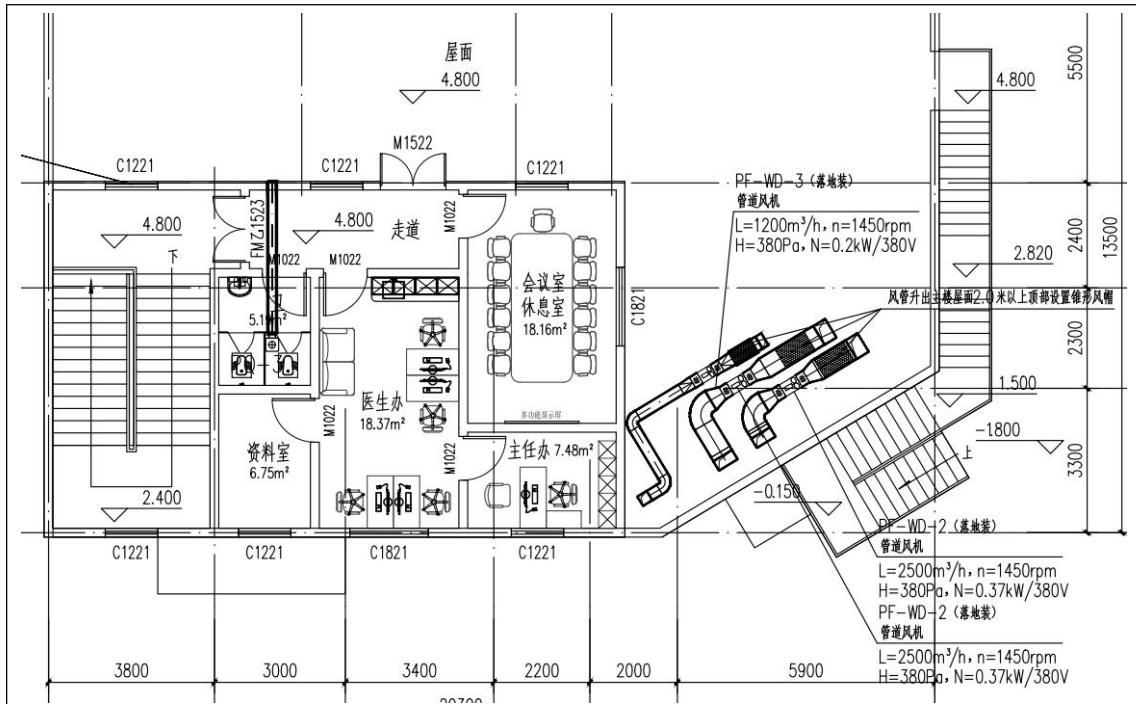 屋面
4.800
4.800
5500
M1522
C1221
C1221
C1221
PF-WD-3（落地装）
管道风机
L=1200m³/h，n=1450rpm
H=380Pa，N=0.2kW/380V
4.800
下
FM乙1523
4.800
走道
M1022
M1022
M1022
2400
13500
2.820
会议室
休息室
18.16m²
C1821
风管升出主楼屋面2.0米以上顶部设置锥形风帽
2300
医生办
18.37m²
多功能显示屏
1.500
M1022
资料室
6.75m²
M1022
主任办 7.48m²
-1.800
上
3300
2.400
-0.150
C1221
C1221
C1821
C1221
PF-WD-2（落地装）
管道风机
L=2500m³/h，n=1450rpm
H=380Pa，N=0.37kW/380V
PF-WD-2（落地装）
管道风机
L=2500m³/h，n=1450rpm
H=380Pa，N=0.37kW/380V
3800
3000
3400
2200
2000
5900